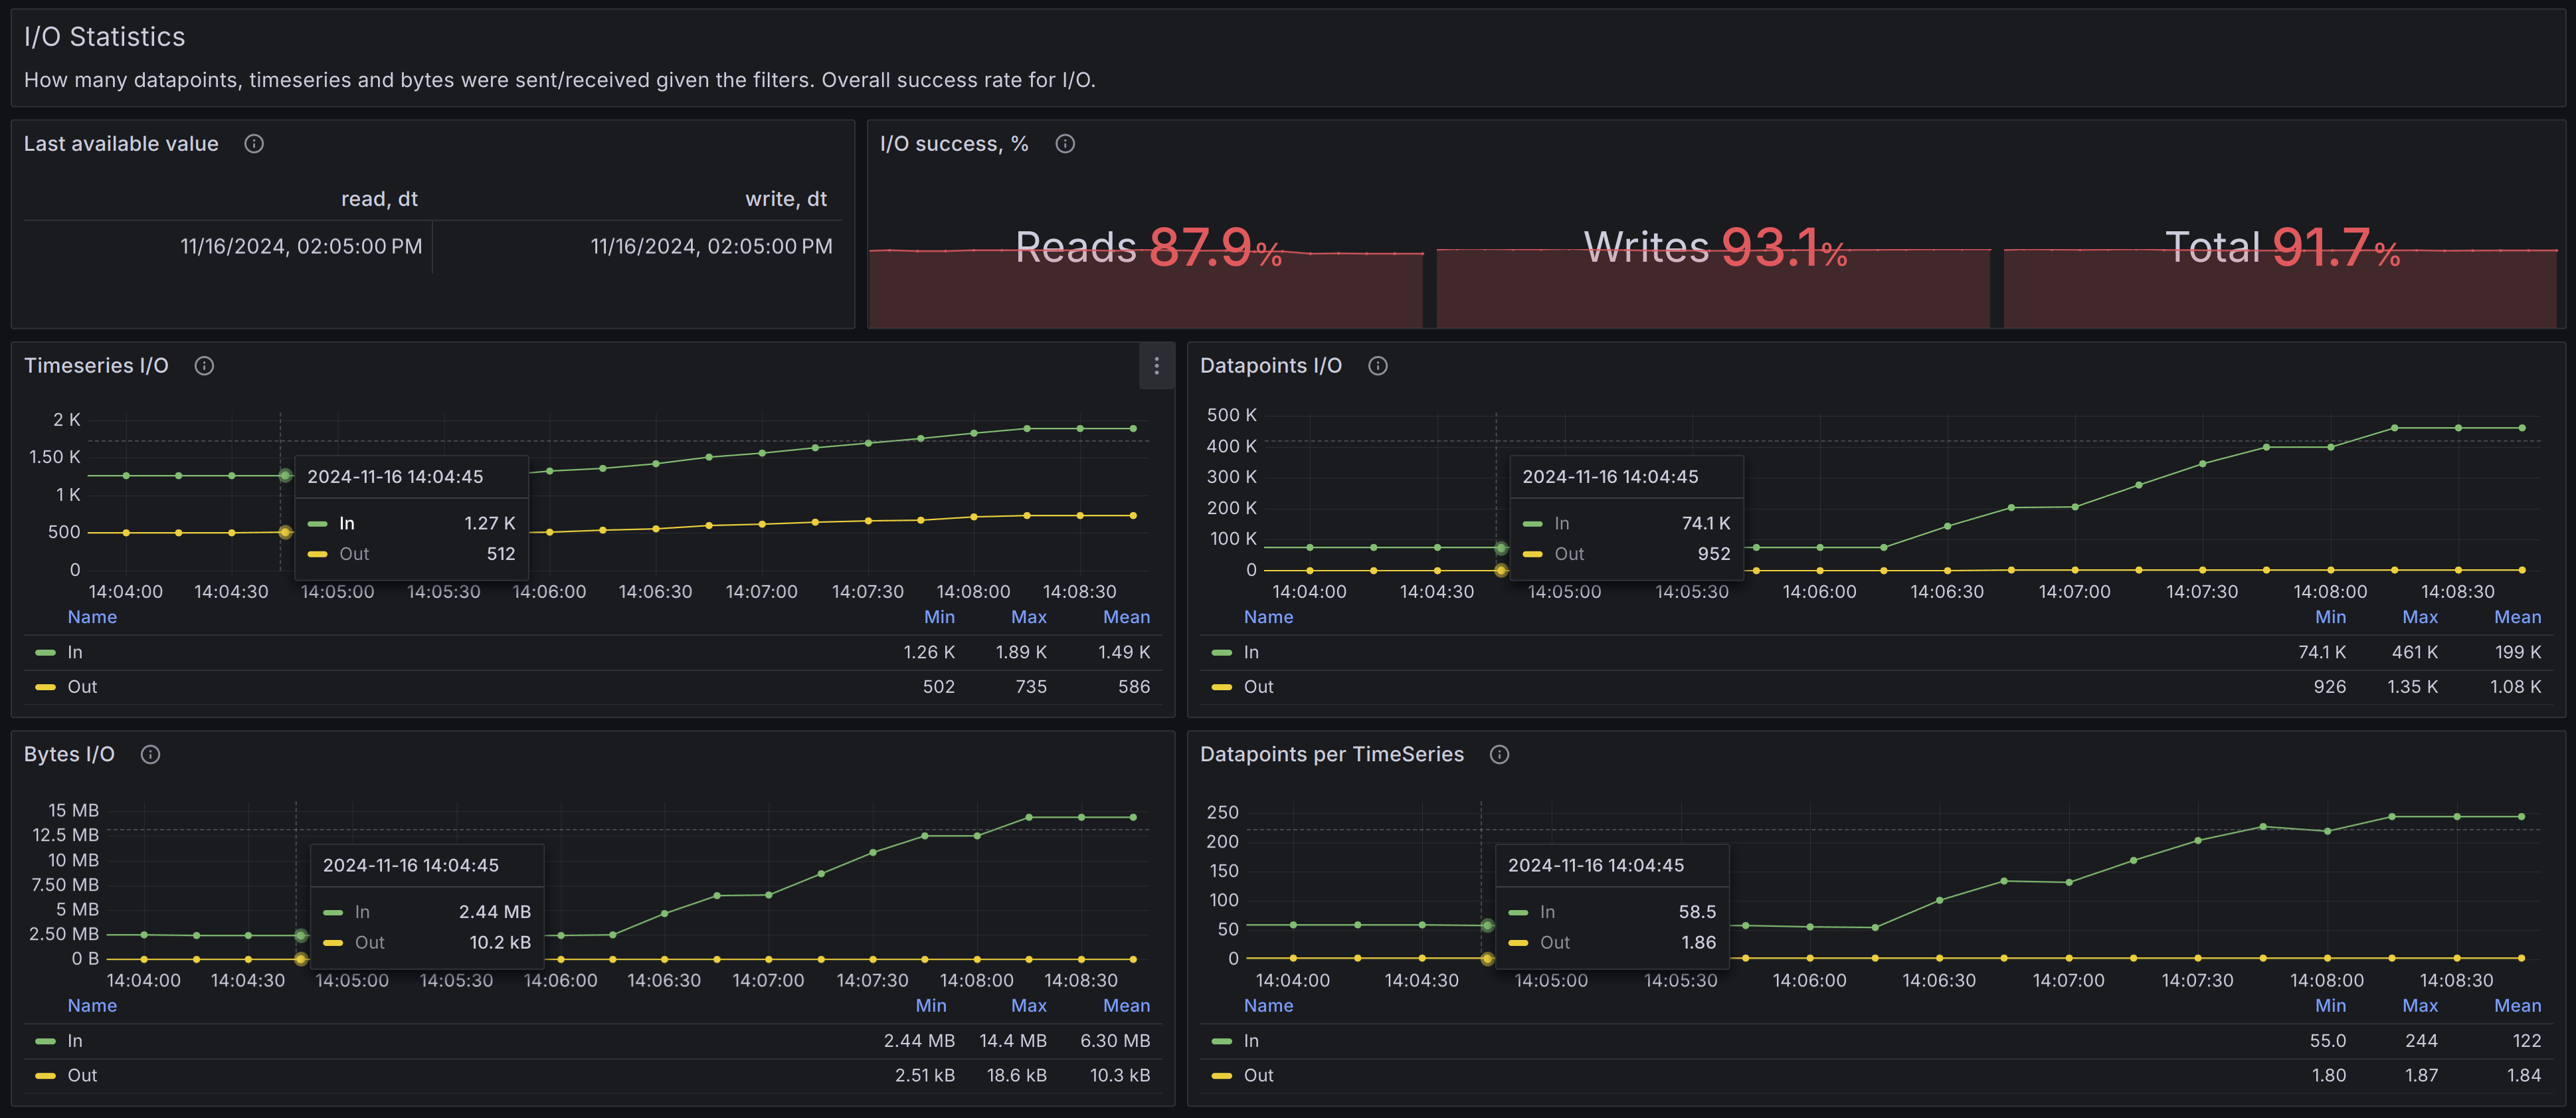 I/O Statistics
How many datapoints, timeseries and bytes were sent/received given the filters. Overall success rate for I/O.
Last available value
read, dt write, dt
11/16/2024, 02:05:00 PM 11/16/2024, 02:05:00 PM
I/O success, %
Reads 87.9% Writes 93.1% Total 91.7%
Timeseries I/O
2 K
1.50 K
1 K
500
0
2024-11-16 14:04:45
In 1.27 K
Out 512
14:04:00 14:04:30 14:05:00 14:05:30 14:06:00 14:06:30 14:07:00 14:07:30 14:08:00 14:08:30
Name Min Max Mean
In 1.26 K 1.89 K 1.49 K
Out 502 735 586
Datapoints I/O
500 K
400 K
300 K
200 K
100 K
0
2024-11-16 14:04:45
In 74.1 K
Out 952
14:04:00 14:04:30 14:05:00 14:05:30 14:06:00 14:06:30 14:07:00 14:07:30 14:08:00 14:08:30
Name Min Max Mean
In 74.1 K 461 K 199 K
Out 926 1.35 K 1.08 K
Bytes I/O
15 MB
12.5 MB
10 MB
7.50 MB
5 MB
2.50 MB
0 B
2024-11-16 14:04:45
In 2.44 MB
Out 10.2 kB
14:04:00 14:04:30 14:05:00 14:05:30 14:06:00 14:06:30 14:07:00 14:07:30 14:08:00 14:08:30
Name Min Max Mean
In 2.44 MB 14.4 MB 6.30 MB
Out 2.51 kB 18.6 kB 10.3 kB
Datapoints per TimeSeries
250
200
150
100
50
0
2024-11-16 14:04:45
In 58.5
Out 1.86
14:04:00 14:04:30 14:05:00 14:05:30 14:06:00 14:06:30 14:07:00 14:07:30 14:08:00 14:08:30
Name Min Max Mean
In 55.0 244 122
Out 1.80 1.87 1.84